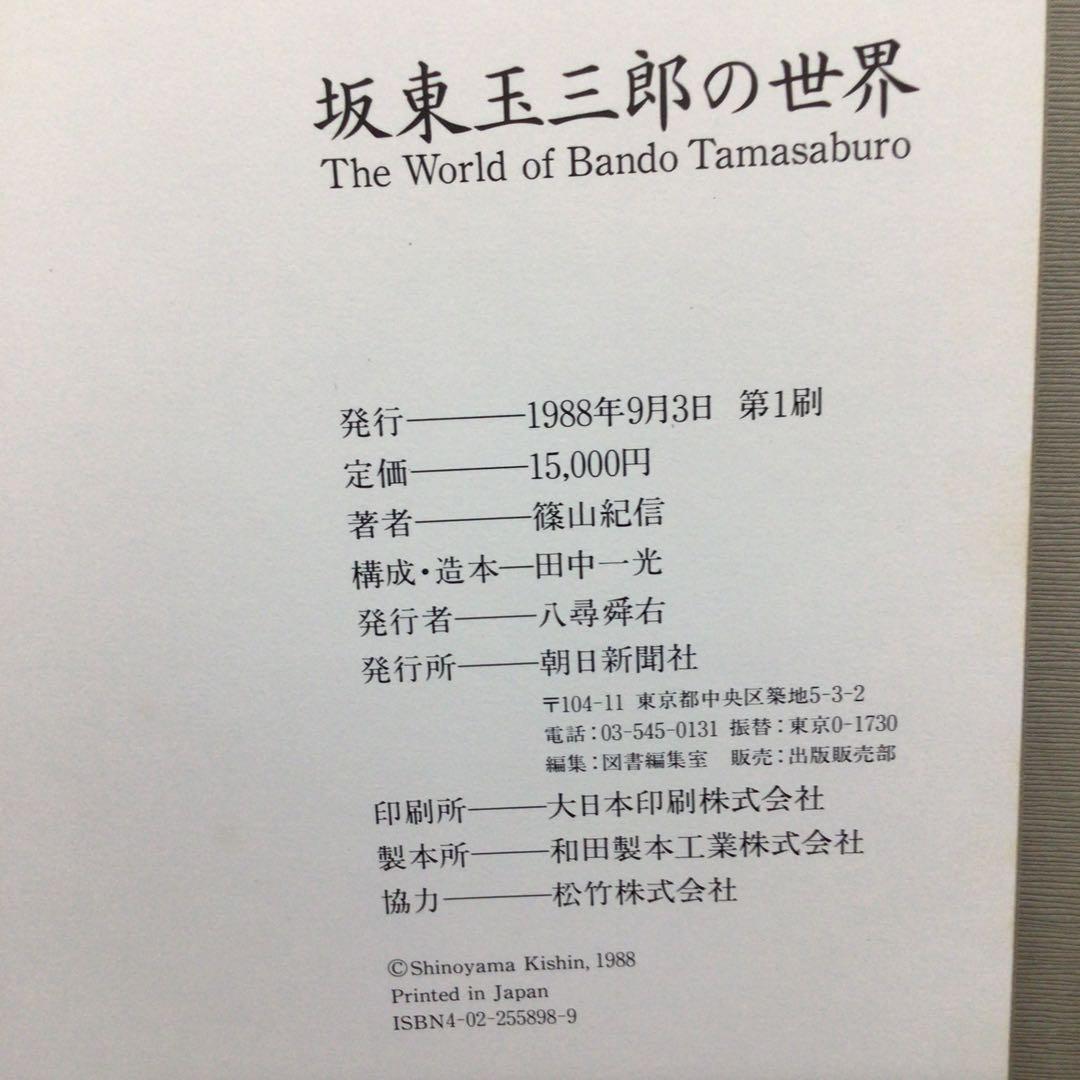 坂東玉三郎の世界
The World of Bando Tamasaburo
発行――――1988年9月3日 第1刷
定価――――15,000円
著者――――篠山紀信
構成・造本―田中一光
発行者―――八尋舜右
発行所―――朝日新聞社
〒104-11 東京都中央区築地5-3-2
電話：03-545-0131 振替：東京0-1730
編集：図書編集室 販売：出版販売部
印刷所―――大日本印刷株式会社
製本所―――和田製本工業株式会社
協力――――松竹株式会社
©Shinoyama Kishin, 1988
Printed in Japan
ISBN4-02-255898-9